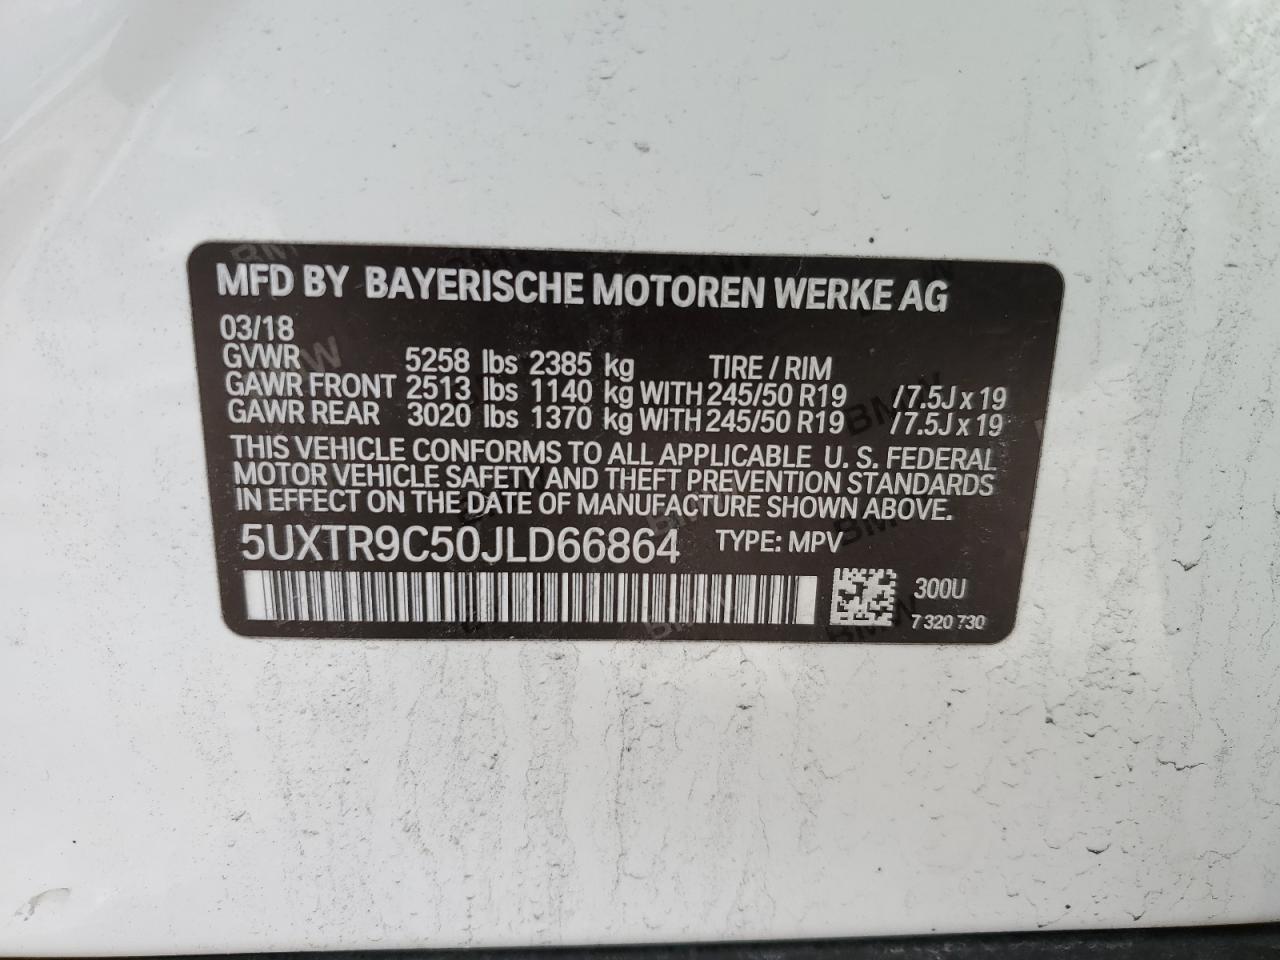 MFD BY BAYERISCHE MOTOREN WERKE AG
03/18
GVWR 5258 lbs 2385 kg TIRE / RIM
GAWR FRONT 2513 lbs 1140 kg WITH 245/50 R19 /7.5J x 19
GAWR REAR 3020 lbs 1370 kg WITH 245/50 R19 /7.5J x 19
THIS VEHICLE CONFORMS TO ALL APPLICABLE U. S. FEDERAL
MOTOR VEHICLE SAFETY AND THEFT PREVENTION STANDARDS
IN EFFECT ON THE DATE OF MANUFACTURE SHOWN ABOVE.
5UXTR9C50JLD66864 TYPE: MPV
300U
7 320 730